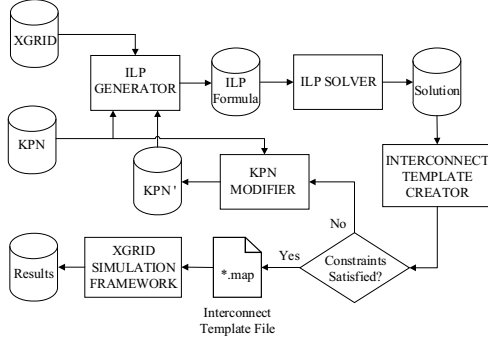 XGRID
ILP
GENERATOR
ILP
Formula
ILP SOLVER
Solution
KPN
KPN '
KPN
MODIFIER
INTERCONNECT
TEMPLATE
CREATOR
No
Yes
Constraints
Satisfied?
Results
XGRID
SIMULATION
FRAMEWORK
*.map
Interconnect
Template File